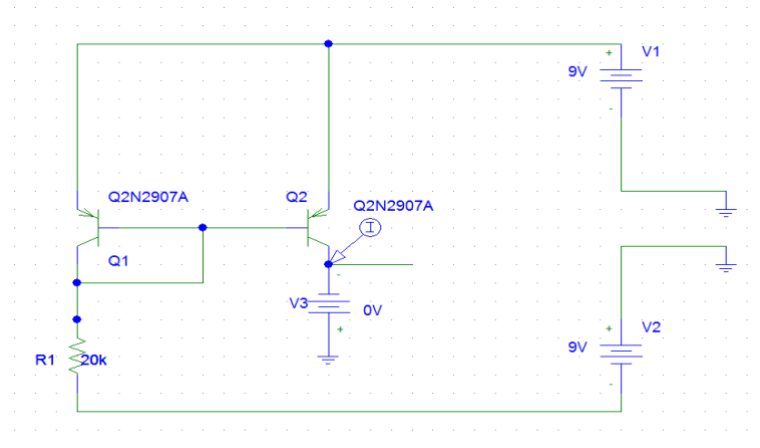 + V1
9V
-
Q2N2907A
Q2
Q2N2907A
I
Q1
-
V3
0V
+
+ V2
9V
-
R1 20k